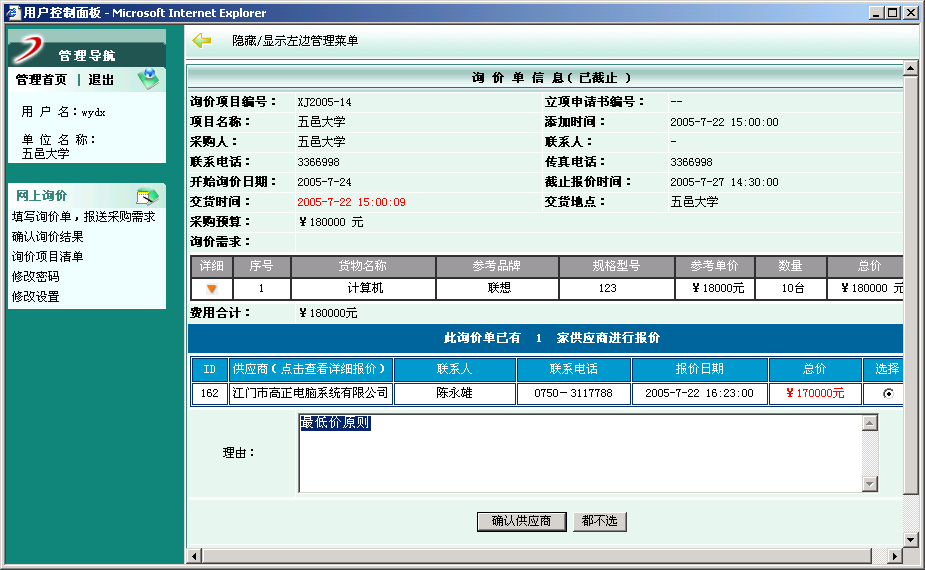 用户控制面板 - Microsoft Internet Explorer
管理导航
管理首页 | 退出
用 户 名：wydx
单 位 名 称：
五邑大学
网上询价
填写询价单，报送采购需求
确认询价结果
询价项目清单
修改密码
修改设置
隐藏/显示左边管理菜单
询 价 单 信 息（已截止 ）
询价项目编号： XJ2005-14 立项申请书编号： --
项目名称： 五邑大学 添加时间： 2005-7-22 15:00:00
采购人： 五邑大学 联系人： -
联系电话： 3366998 传真电话： 3366998
开始询价日期： 2005-7-24 截止报价时间： 2005-7-27 14:30:00
交货时间： 2005-7-22 15:00:09 交货地点： 五邑大学
采购预算： ￥180000 元
询价需求：
详细 序号 货物名称 参考品牌 规格型号 参考单价 数量 总价
1 计算机 联想 123 ￥18000元 10台 ￥180000 元
费用合计： ￥180000元
此询价单已有 1 家供应商进行报价
ID 供应商（点击查看详细报价） 联系人 联系电话 报价日期 总价 选择
162 江门市高正电脑系统有限公司 陈永雄 0750－3117788 2005-7-22 16:23:00 ￥170000元
最低价原则
理由：
确认供应商 都不选